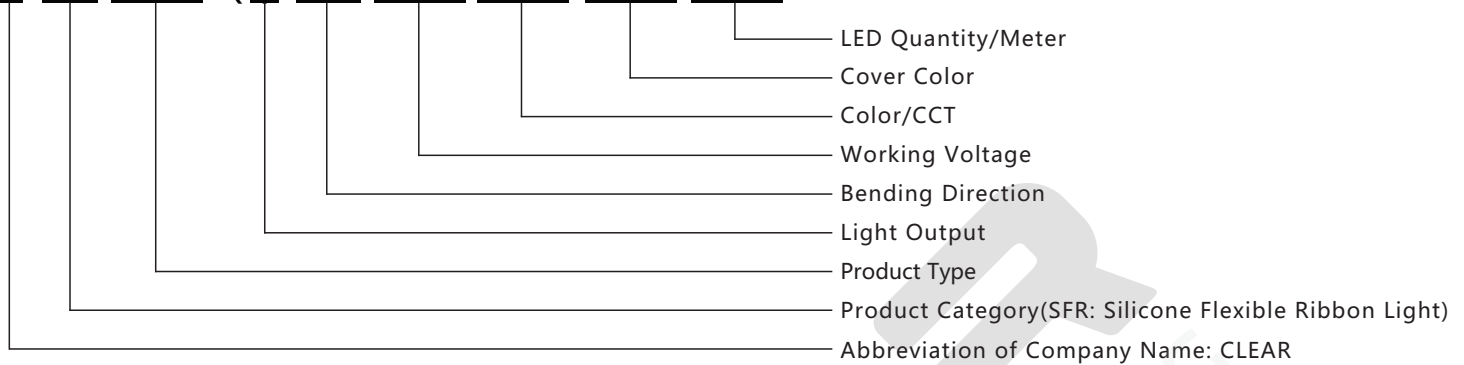 LED Quantity/Meter
Cover Color
Color/CCT
Working Voltage
Bending Direction
Light Output
Product Type
Product Category(SFR: Silicone Flexible Ribbon Light)
Abbreviation of Company Name: CLEAR